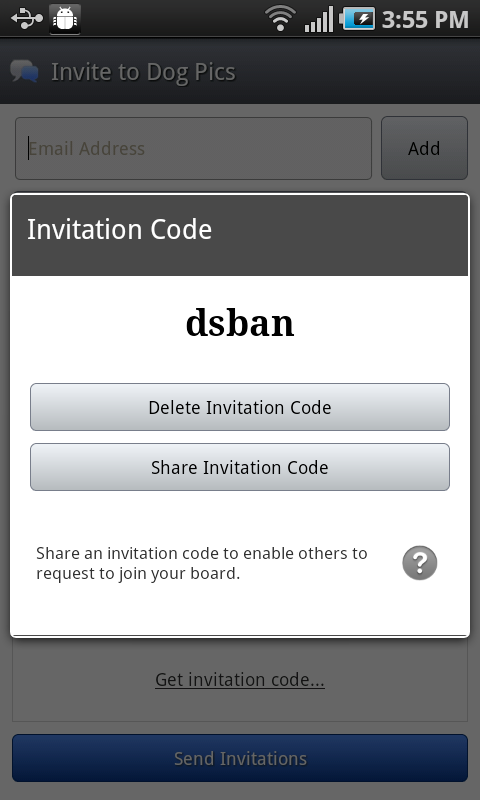 3:55 PM
Invite to Dog Pics
Email Address
Add
Invitation Code
dsban
Delete Invitation Code
Share Invitation Code
Share an invitation code to enable others to
request to join your board.
?
Get invitation code...
Send Invitations